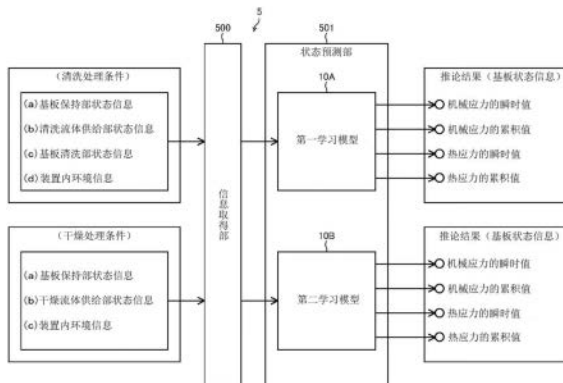 5
500
501
状态预测部
(清洗处理条件)
(a)基板保持部状态信息
(b)清洗流体供给部状态信息
(c)基板清洗部状态信息
(d)装置内环境信息
信息取得部
10A
第一学习模型
推论结果(基板状态信息)
机械应力的瞬时值
机械应力的累积值
热应力的瞬时值
热应力的累积值
(干燥处理条件)
(a)基板保持部状态信息
(b)干燥流体供给部状态信息
(c)装置内环境信息
10B
第二学习模型
推论结果(基板状态信息)
机械应力的瞬时值
机械应力的累积值
热应力的瞬时值
热应力的累积值